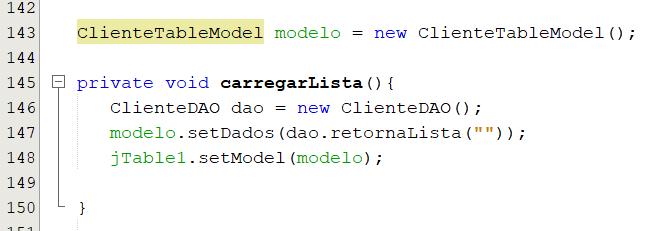 142
143 ClienteTableModel modelo = new ClienteTableModel();
144
145 private void carregarLista(){
146 ClienteDAO dao = new ClienteDAO();
147 modelo.setDados(dao.retornaLista(""));
148 jTable1.setModel(modelo);
149
150 }
151